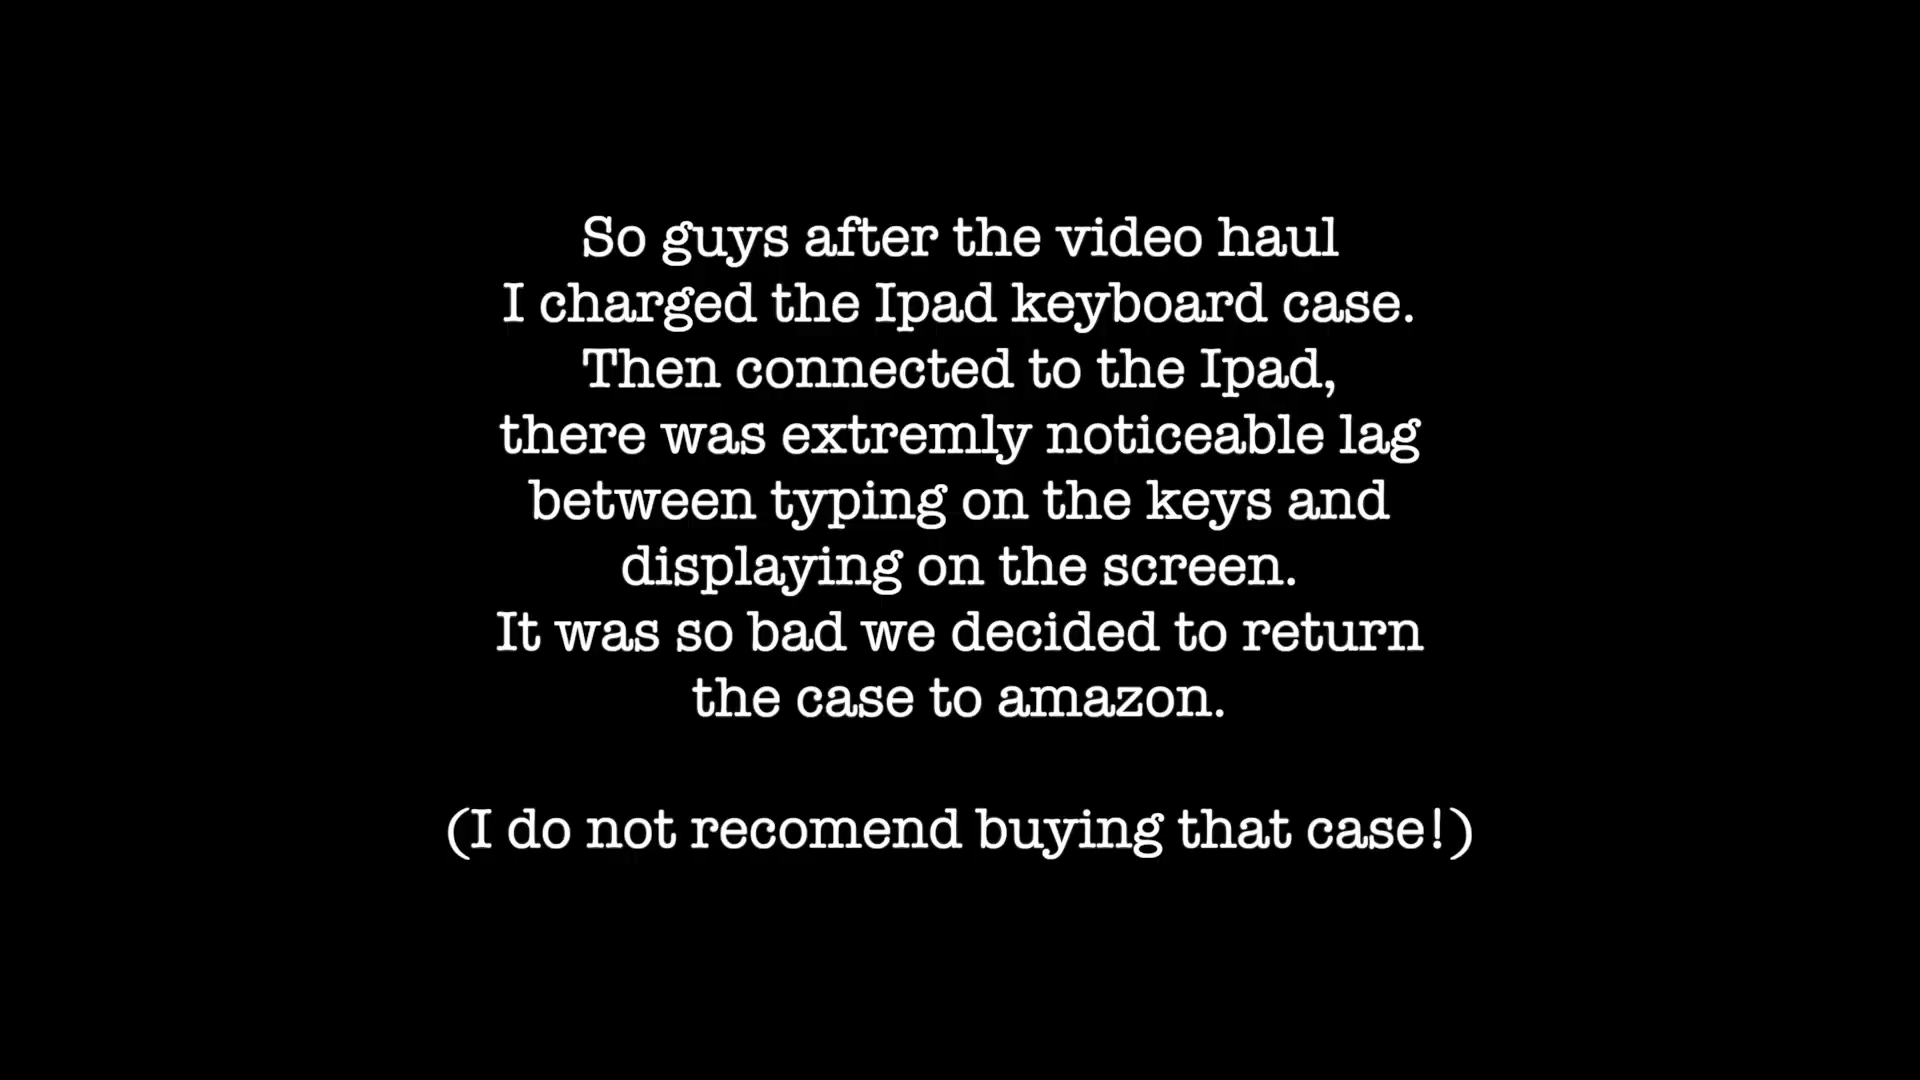 So guys after the video haul
I charged the Ipad keyboard case.
Then connected to the Ipad,
there was extremly noticeable lag
between typing on the keys and
displaying on the screen.
It was so bad we decided to return
the case to amazon.
(I do not recomend buying that case!)